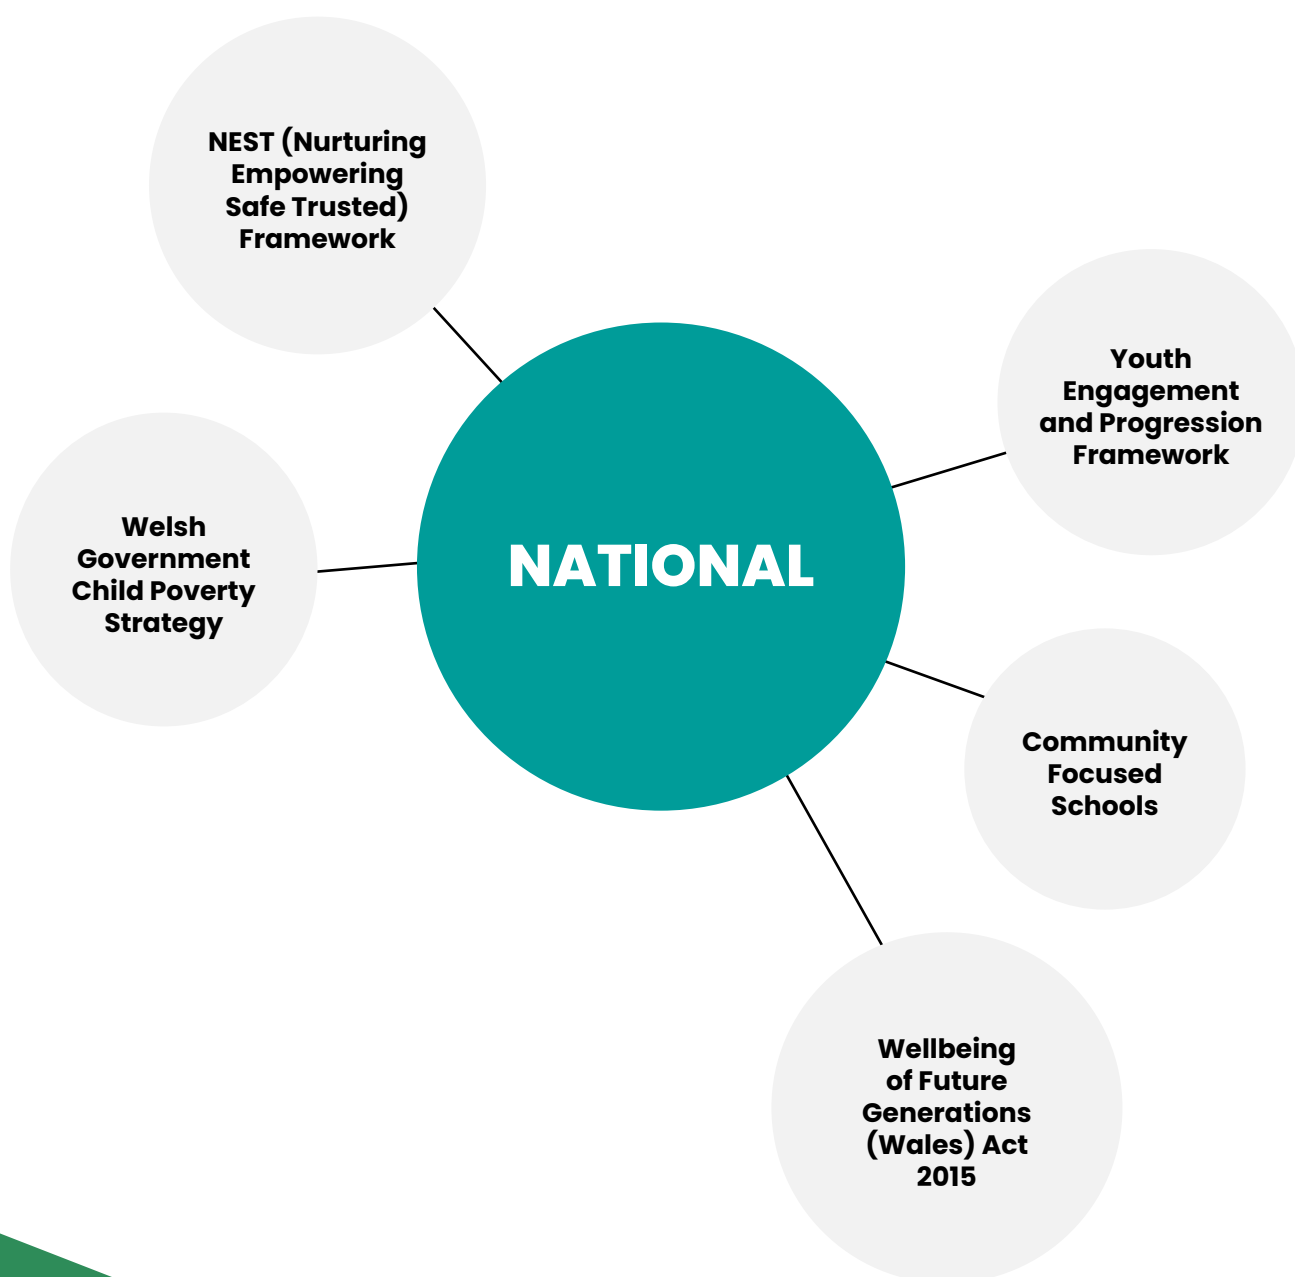 NEST (Nurturing
Empowering
Safe Trusted)
Framework
Youth
Engagement
and Progression
Framework
Welsh
Government
Child Poverty
Strategy
NATIONAL
Community
Focused
Schools
Wellbeing
of Future
Generations
(Wales) Act
2015